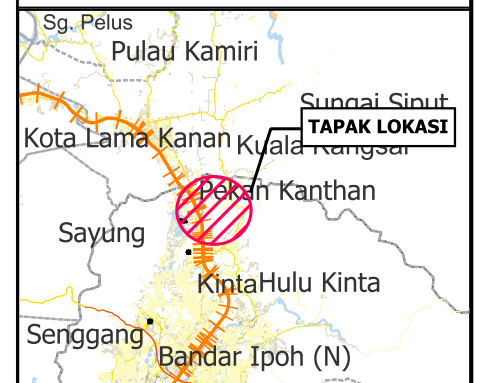 Sg. Pelus
Pulau Kamiri
Sungai Siput
TAPAK LOKASI
Kota Lama Kanan
Kuala Kangsar
Pekan Kanthan
Sayung
Kinta
Hulu Kinta
Senggang
Bandar Ipoh (N)